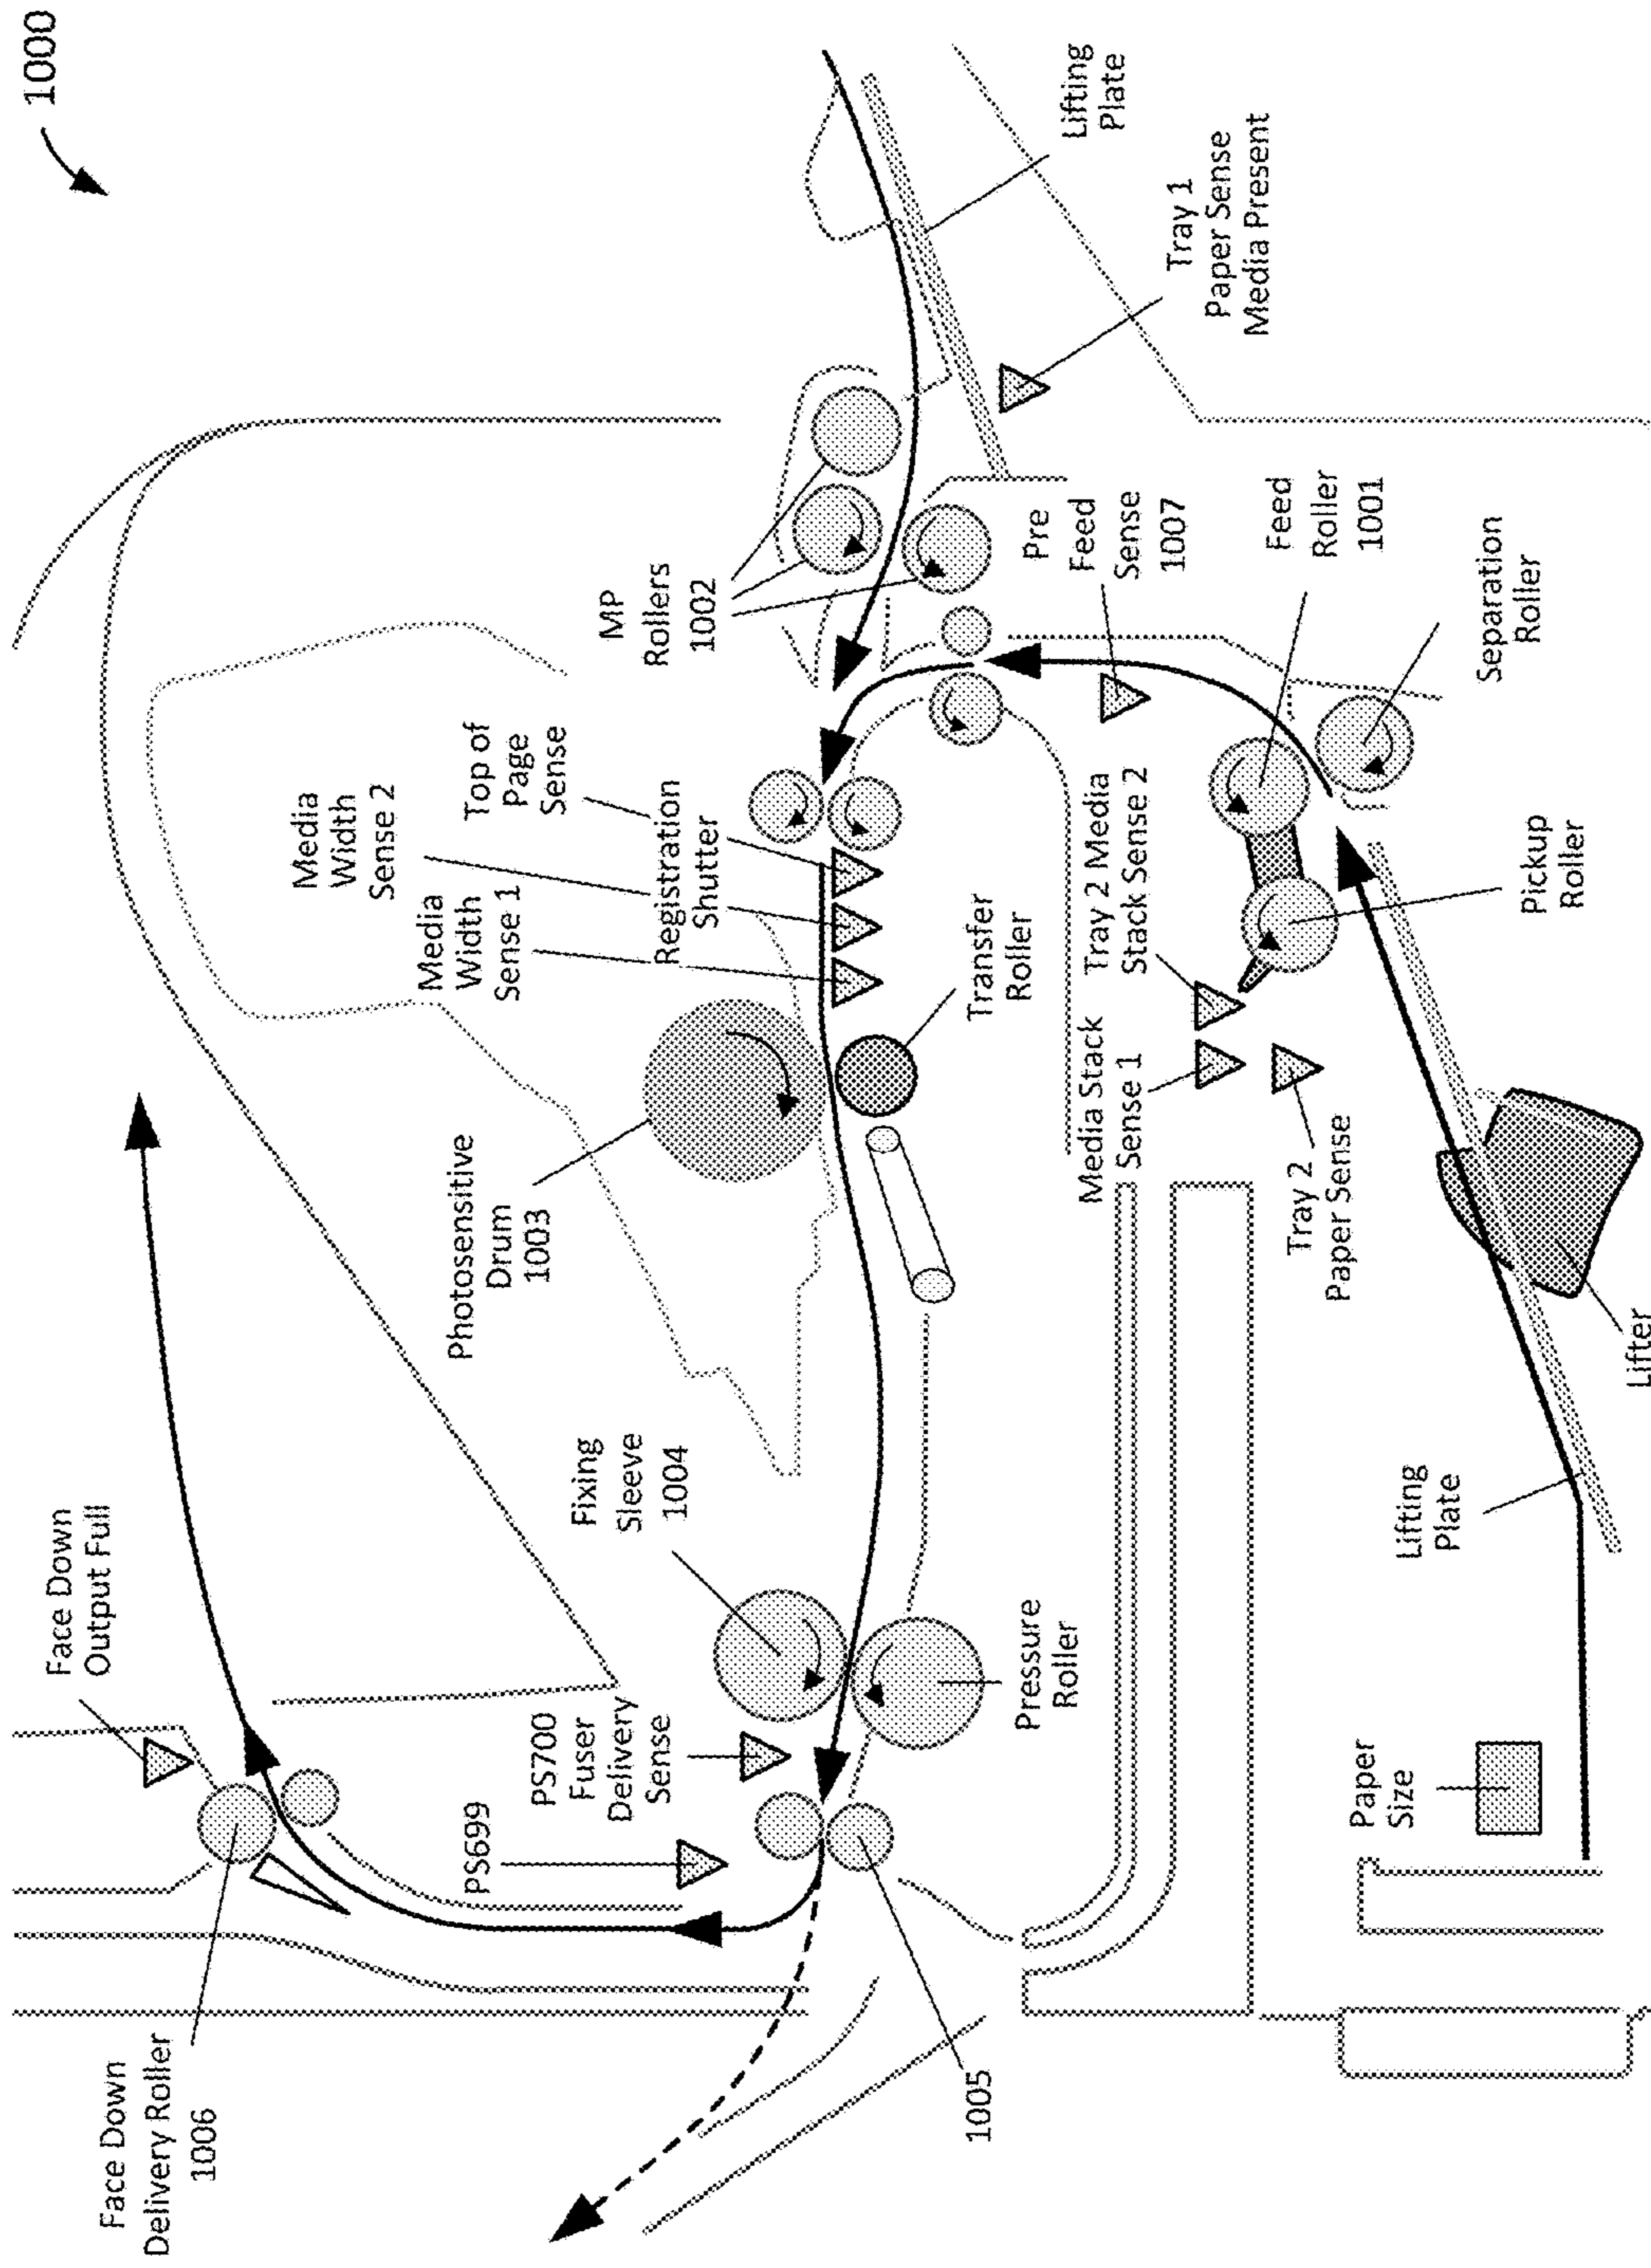 1000
Face Down
Output Full
Face Down
Delivery Roller
1006
PS699
PS700
Fuser
Delivery
Sense
Fixing
Sleeve
1004
Photosensitive
Drum
1003
Media
Width
Sense 2
Media
Width
Sense 1
Top of
Page
Sense
Registration
Shutter
MP
Rollers
1002
Lifting
Plate
Tray 1
Paper Sense
Media Present
Pre
Feed
Sense
1007
Feed
Roller
1001
Separation
Roller
Transfer
Roller
Tray 2 Media
Stack Sense 2
Media Stack
Sense 1
Tray 2
Paper Sense
Pickup
Roller
Pressure
Roller
1005
Paper
Size
Lifting
Plate
Lifter